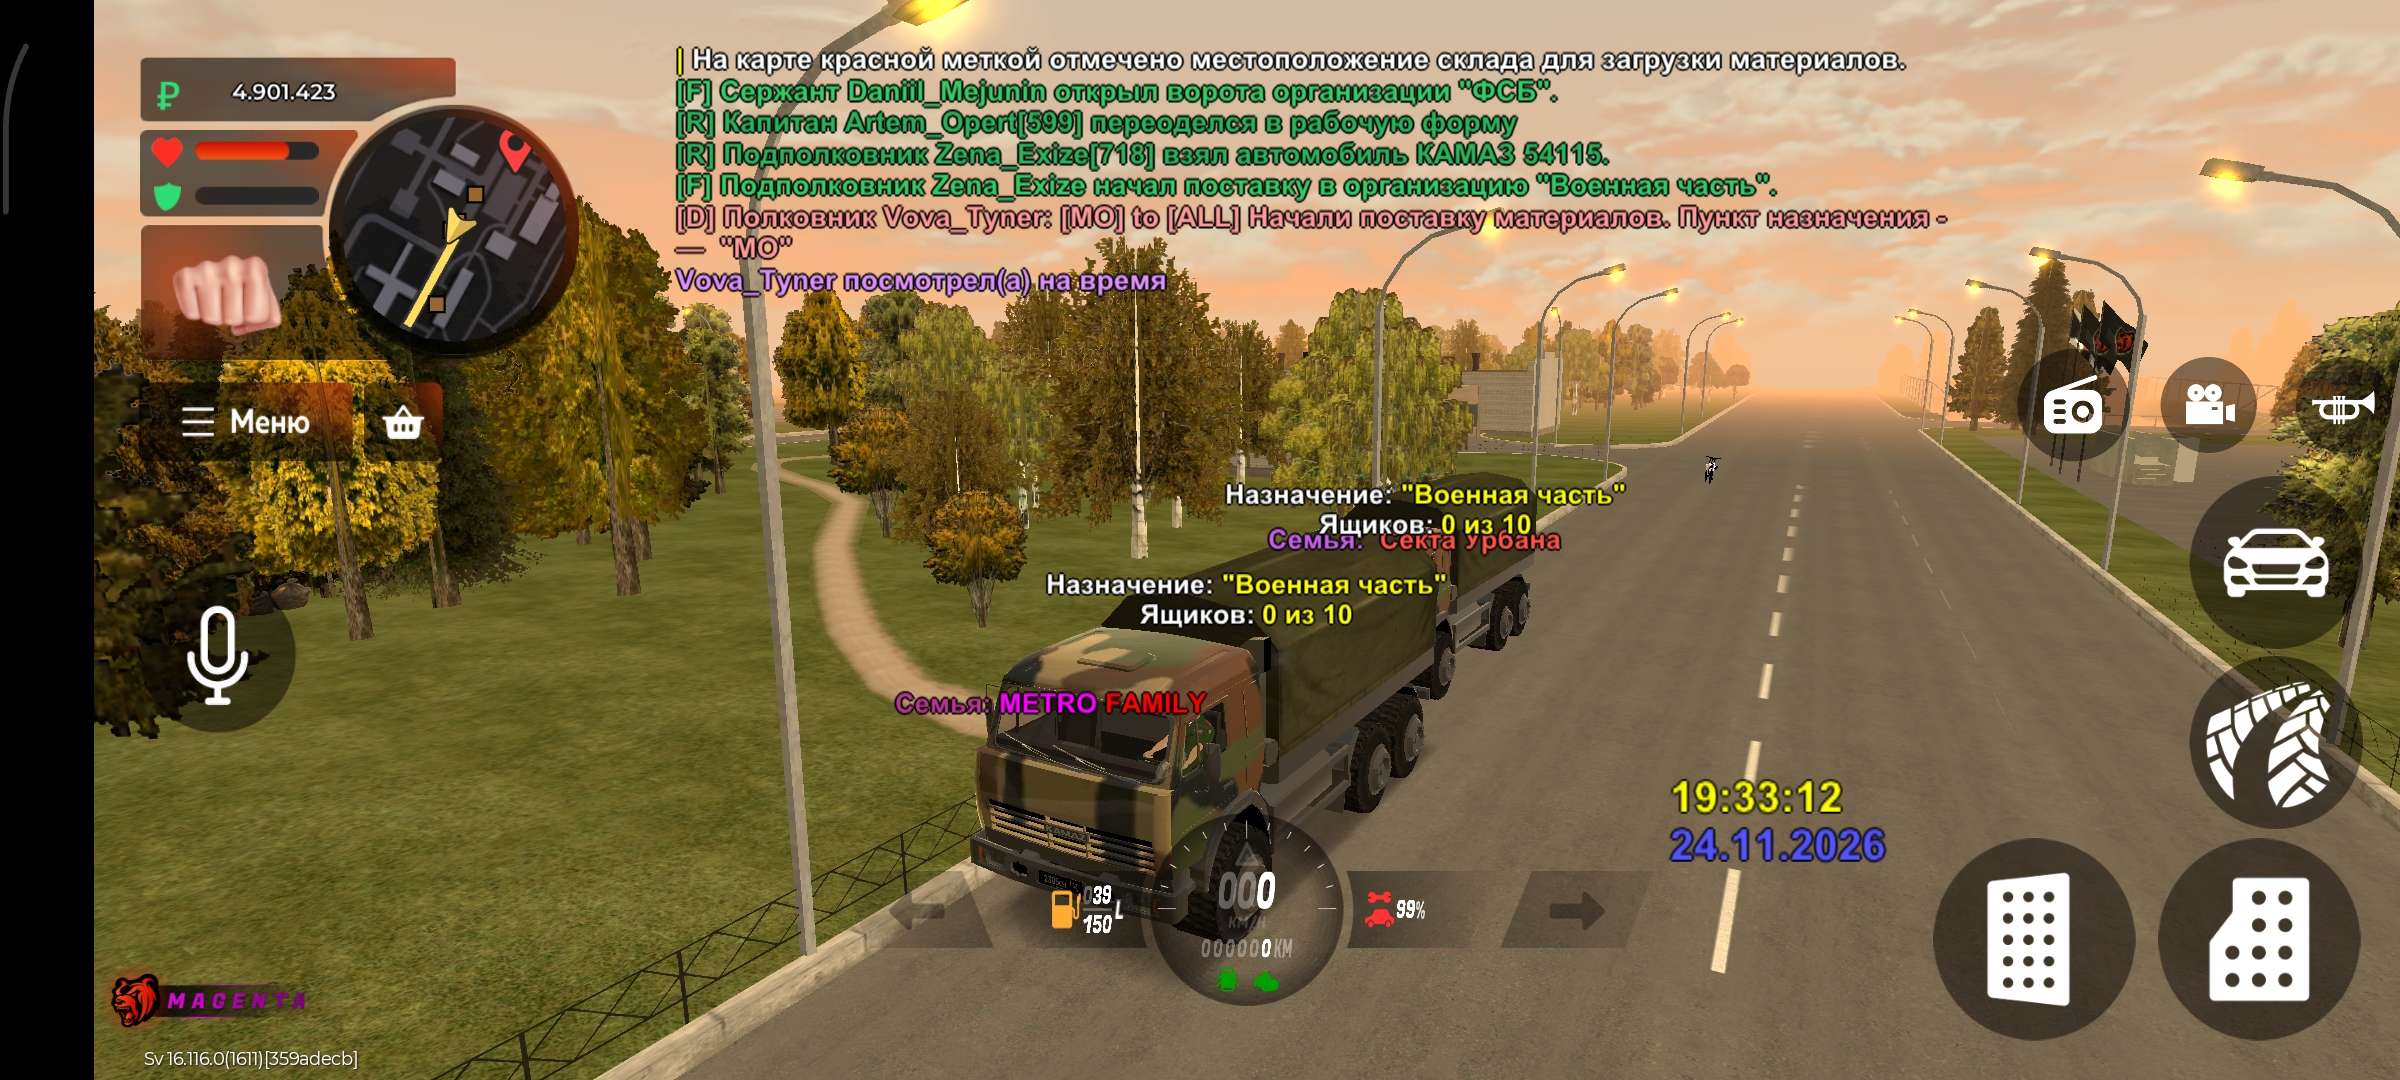 | На карте красной меткой отмечено местоположение склада для загрузки материалов.
[F] Сержант Daniil_Mejunin открыл ворота организации "ФСБ".
[R] Капитан Artem_Opert[599] переоделся в рабочую форму
[R] Подполковник Zena_Exize[718] взял автомобиль КАМАЗ 54115.
[F] Подполковник Zena_Exize начал поставку в организацию "Военная часть".
[D] Полковник Vova_Tyner: [МО] to [ALL] Начали поставку материалов. Пункт назначения -
— "МО"
Vova_Tyner посмотрел(а) на время
₽ 4.901.423
Меню
Назначение: "Военная часть"
Ящиков: 0 из 10
Семья: Секта Урбана
Назначение: "Военная часть"
Ящиков: 0 из 10
Семья: METRO FAMILY
KAMAZ
19:33:12
24.11.2026
039
150 L
000
KM/H
000000KM
99%
MAGENTA
Sv 16.116.0(1611)[359adecb]